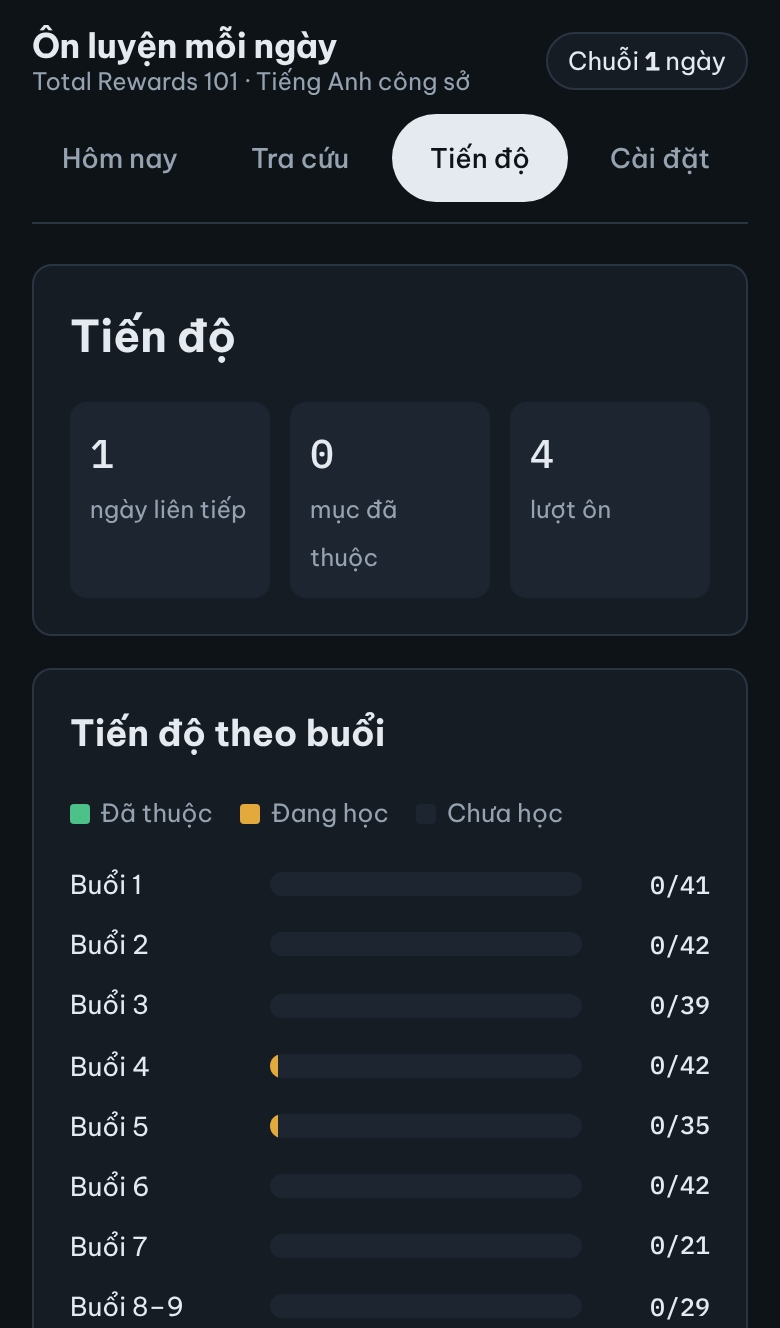 Ôn luyện mỗi ngày
Total Rewards 101 · Tiếng Anh công sở
Chuỗi 1 ngày
Hôm nay
Tra cứu
Tiến độ
Cài đặt
Tiến độ
1
ngày liên tiếp
0
mục đã
thuộc
4
lượt ôn
Tiến độ theo buổi
Đã thuộc
Đang học
Chưa học
Buổi 1 0/41
Buổi 2 0/42
Buổi 3 0/39
Buổi 4 0/42
Buổi 5 0/35
Buổi 6 0/42
Buổi 7 0/21
Buổi 8–9 0/29